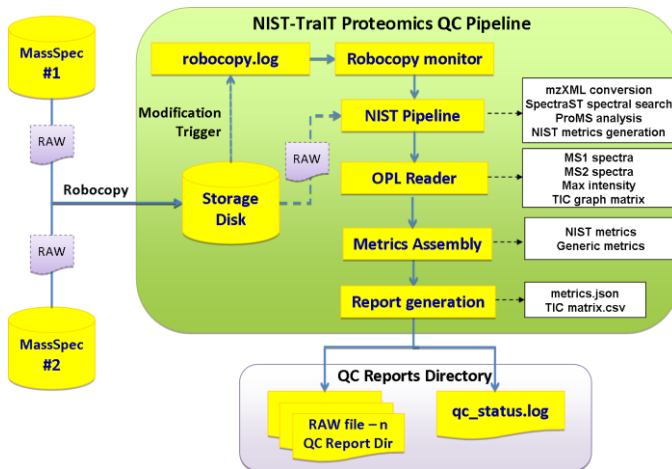 NIST-TraIT Proteomics QC Pipeline
MassSpec
#1
robocopy.log
Robocopy monitor
mzXML conversion
SpectraST spectral search
ProMS analysis
NIST metrics generation
Modification
Trigger
NIST Pipeline
RAW
RAW
MS1 spectra
MS2 spectra
Max intensity
TIC graph matrix
OPL Reader
Robocopy
Storage
Disk
Metrics Assembly
NIST metrics
Generic metrics
RAW
Report generation
metrics.json
TIC matrix.csv
MassSpec
#2
QC Reports Directory
RAW file – n
QC Report Dir
qc_status.log